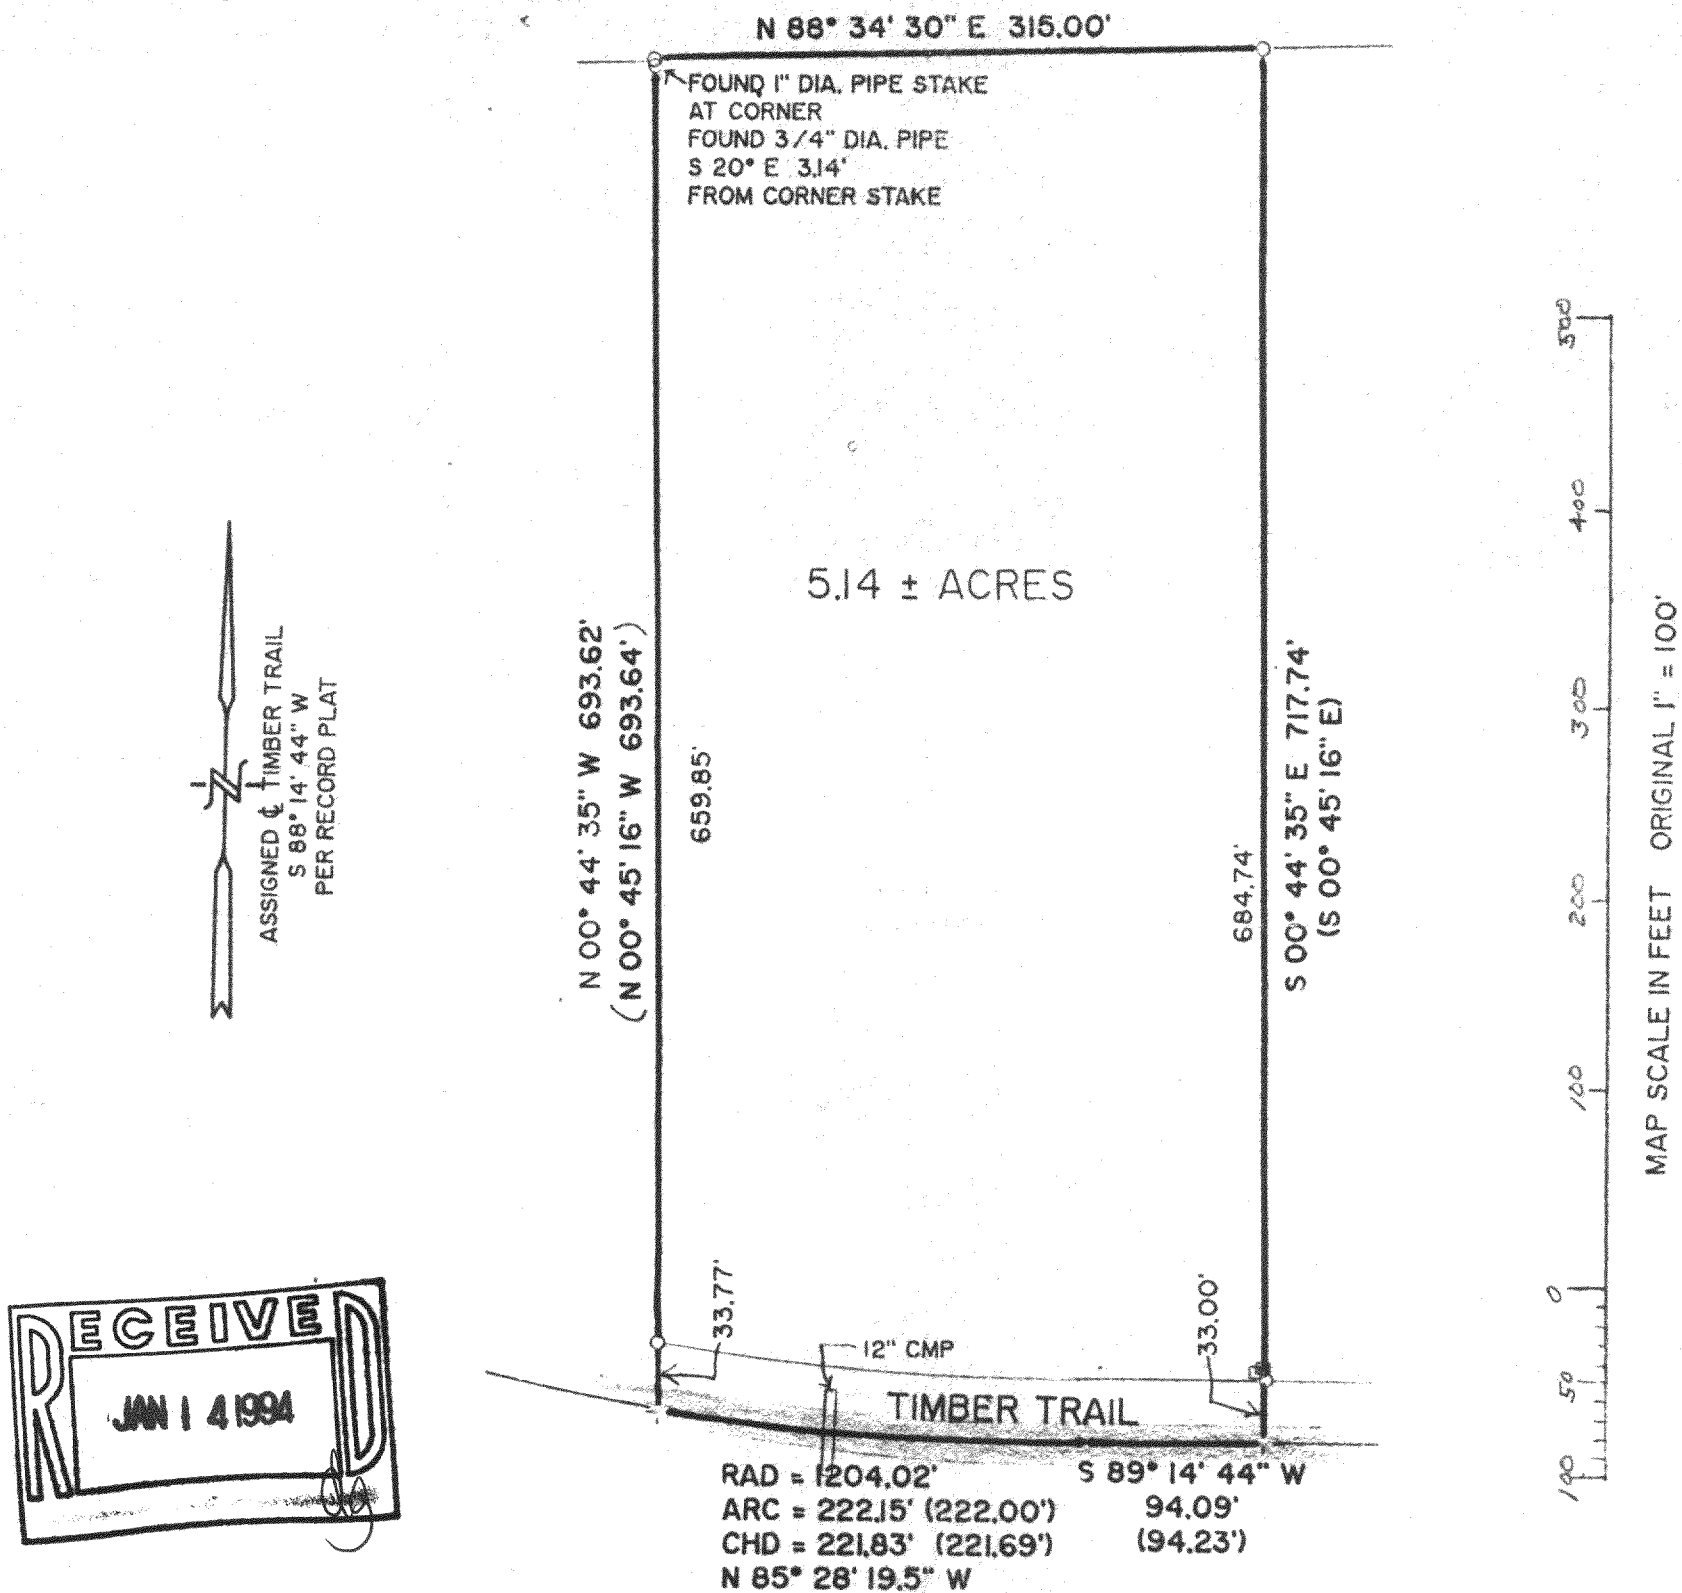 N 88° 34' 30" E 315.00'
FOUND 1" DIA. PIPE STAKE
AT CORNER
FOUND 3/4" DIA. PIPE
S 20° E 3.14'
FROM CORNER STAKE
5.14 ± ACRES
N 00° 44' 35" W 693.62'
(N 00° 45' 16" W 693.64')
659.85'
684.74'
S 00° 44' 35" E 717.74'
(S 00° 45' 16" E)
N
ASSIGNED ℄ TIMBER TRAIL
S 88° 14' 44" W
PER RECORD PLAT
500
400
300
200
100
0
50
100
MAP SCALE IN FEET ORIGINAL 1" = 100'
33.77'
12" CMP
33.00'
TIMBER TRAIL
RAD = 1204.02'
ARC = 222.15' (222.00')
CHD = 221.83' (221.69')
N 85° 28' 19.5" W
S 89° 14' 44" W
94.09'
(94.23')
RECEIVED
JAN 14 1994